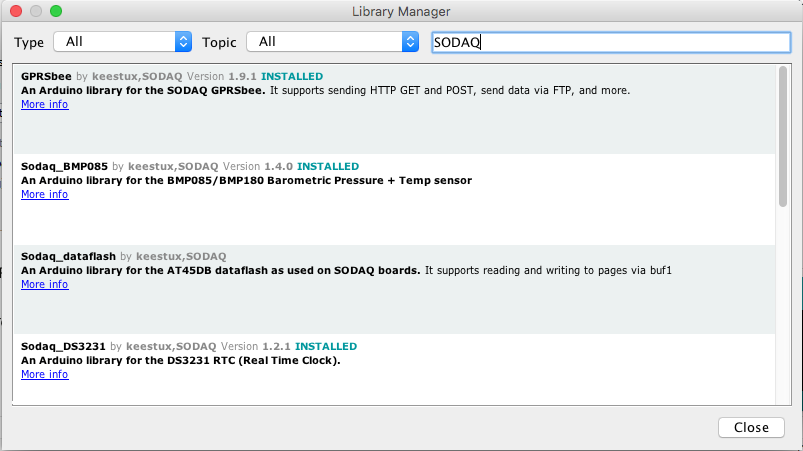 Library Manager
Type All Topic All SODAQ
GPRSbee by keestux,SODAQ Version 1.9.1 INSTALLED
An Arduino library for the SODAQ GPRSbee. It supports sending HTTP GET and POST, send data via FTP, and more.
More info
Sodaq_BMP085 by keestux,SODAQ Version 1.4.0 INSTALLED
An Arduino library for the BMP085/BMP180 Barometric Pressure + Temp sensor
More info
Sodaq_dataflash by keestux,SODAQ
An Arduino library for the AT45DB dataflash as used on SODAQ boards. It supports reading and writing to pages via buf1
More info
Sodaq_DS3231 by keestux,SODAQ Version 1.2.1 INSTALLED
An Arduino library for the DS3231 RTC (Real Time Clock).
More info
Close